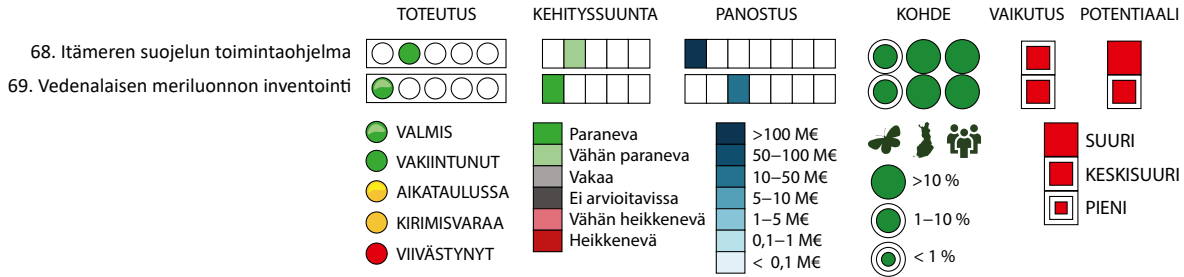 TOTEUTUS KEHITYSSUUNTA PANOSTUS KOHDE VAIKUTUS POTENTIAALI
68. Itämeren suojelun toimintaohjelma
69. Vedenalaisen meriluonnon inventointi
VALMIS
VAKIINTUNUT
AIKATAULUSSA
KIRIMISVARAA
VIIVÄSTYNYT
Paraneva
Vähän paraneva
Vakaa
Ei arvioitavissa
Vähän heikkenevä
Heikkenevä
>100 M€
50–100 M€
10–50 M€
5–10 M€
1–5 M€
0,1–1 M€
< 0,1 M€
>10 %
1–10 %
< 1 %
SUURI
KESKISUURI
PIENI